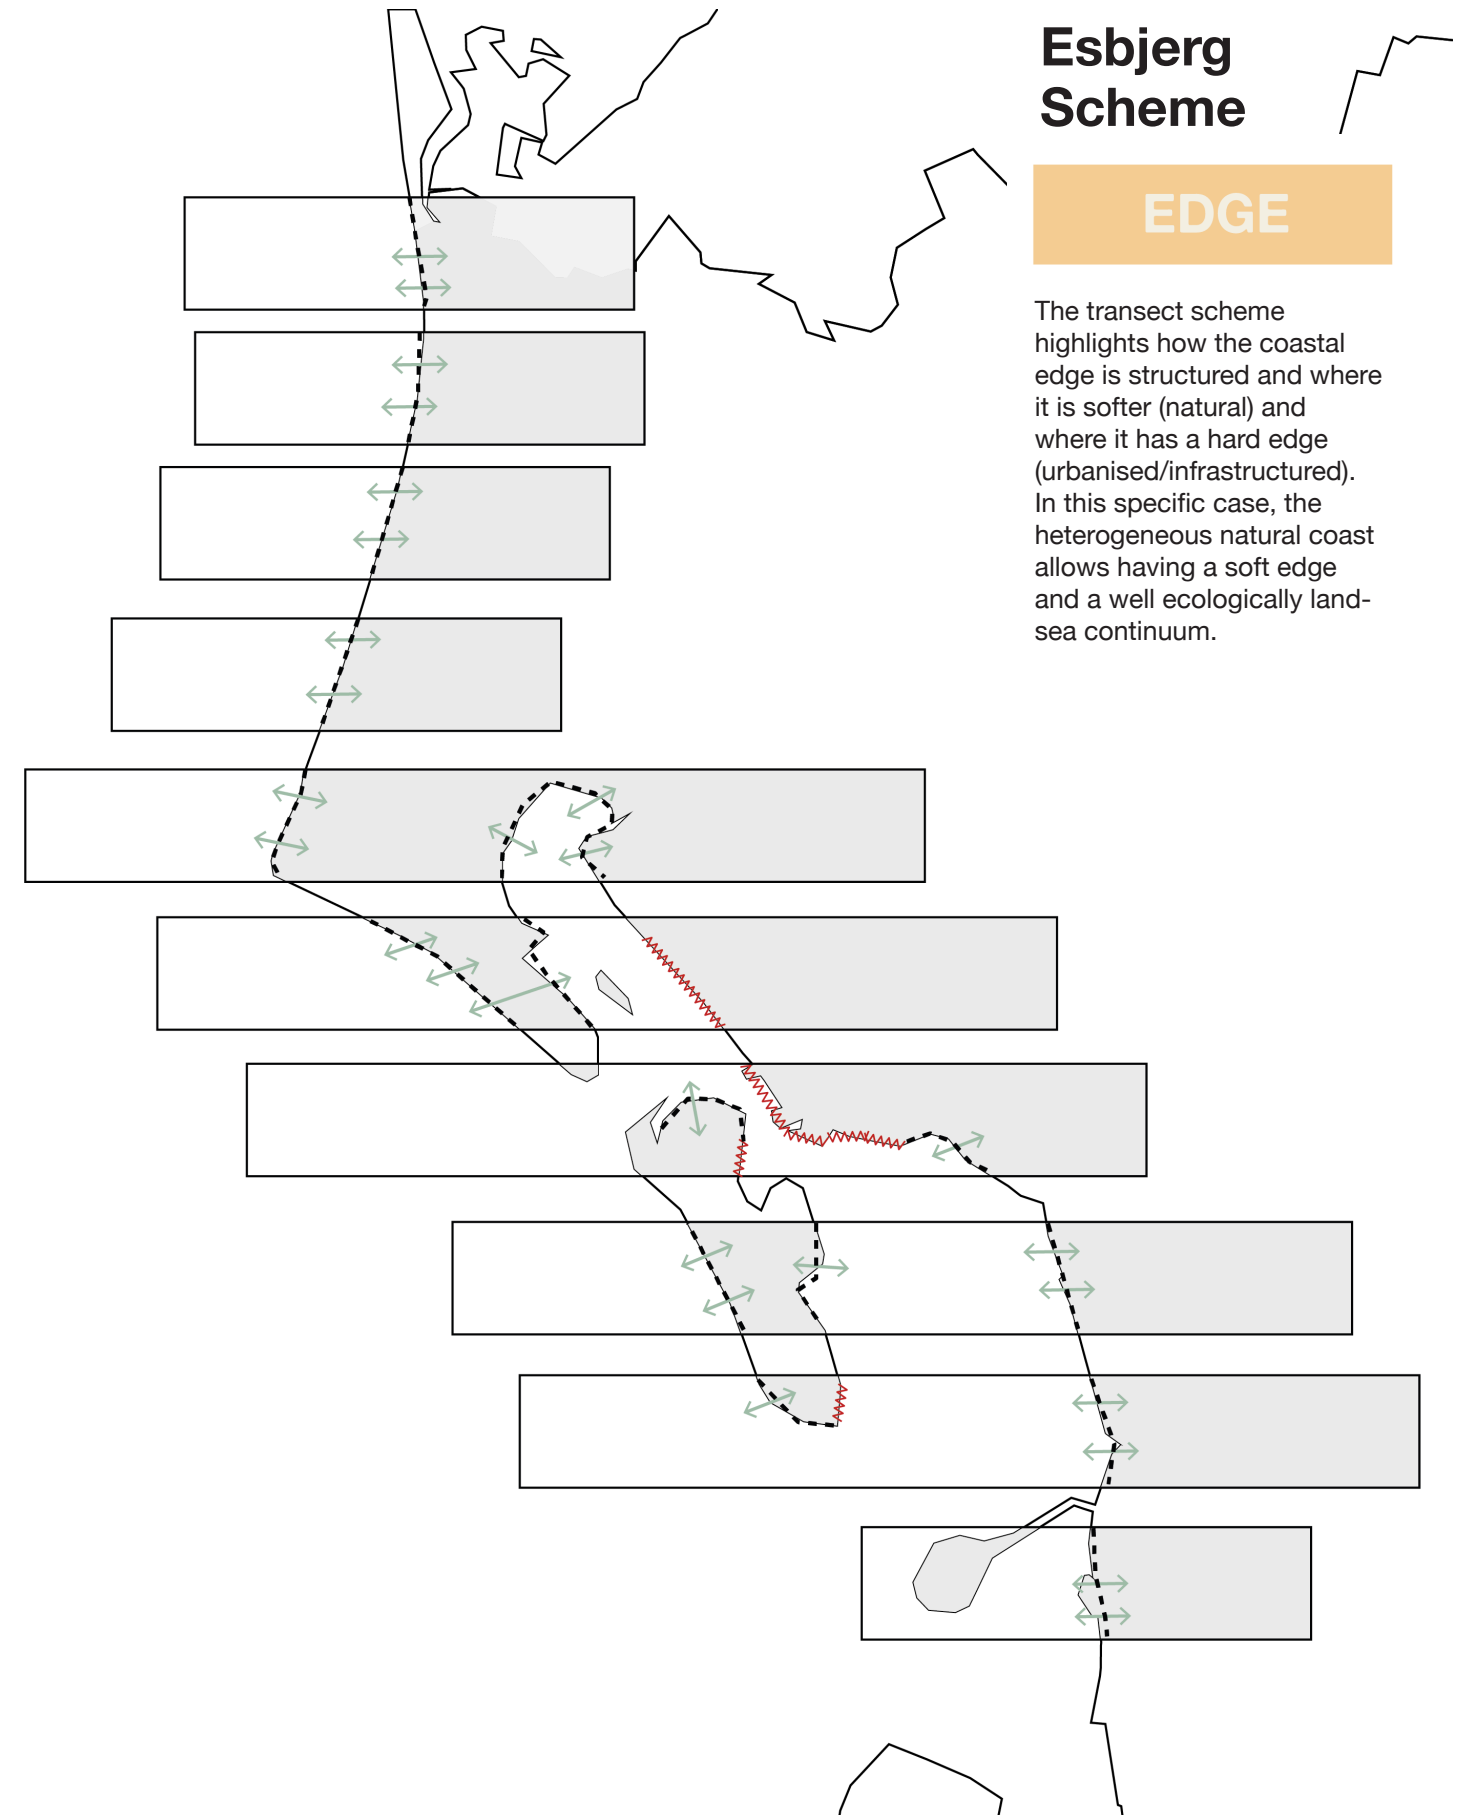 Esbjerg
Scheme
EDGE
The transect scheme
highlights how the coastal
edge is structured and where
it is softer (natural) and
where it has a hard edge
(urbanised/infrastructured).
In this specific case, the
heterogeneous natural coast
allows having a soft edge
and a well ecologically land-
sea continuum.